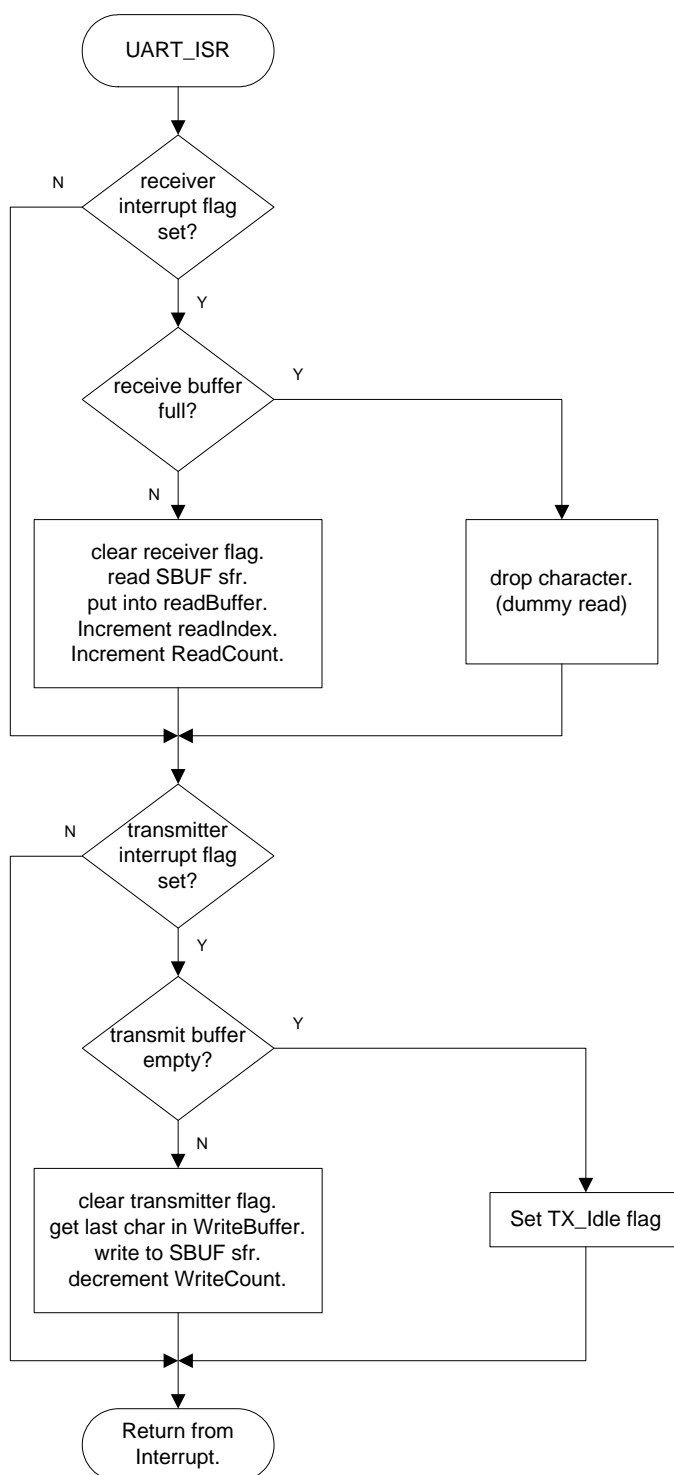 UART_ISR
N
receiver
interrupt flag
set?
Y
receive buffer
full?
Y
N
clear receiver flag.
read SBUF sfr.
put into readBuffer.
Increment readIndex.
Increment ReadCount.
drop character.
(dummy read)
N
transmitter
interrupt flag
set?
Y
transmit buffer
empty?
Y
N
clear transmitter flag.
get last char in WriteBuffer.
write to SBUF sfr.
decrement WriteCount.
Set TX_Idle flag
Return from
Interrupt.